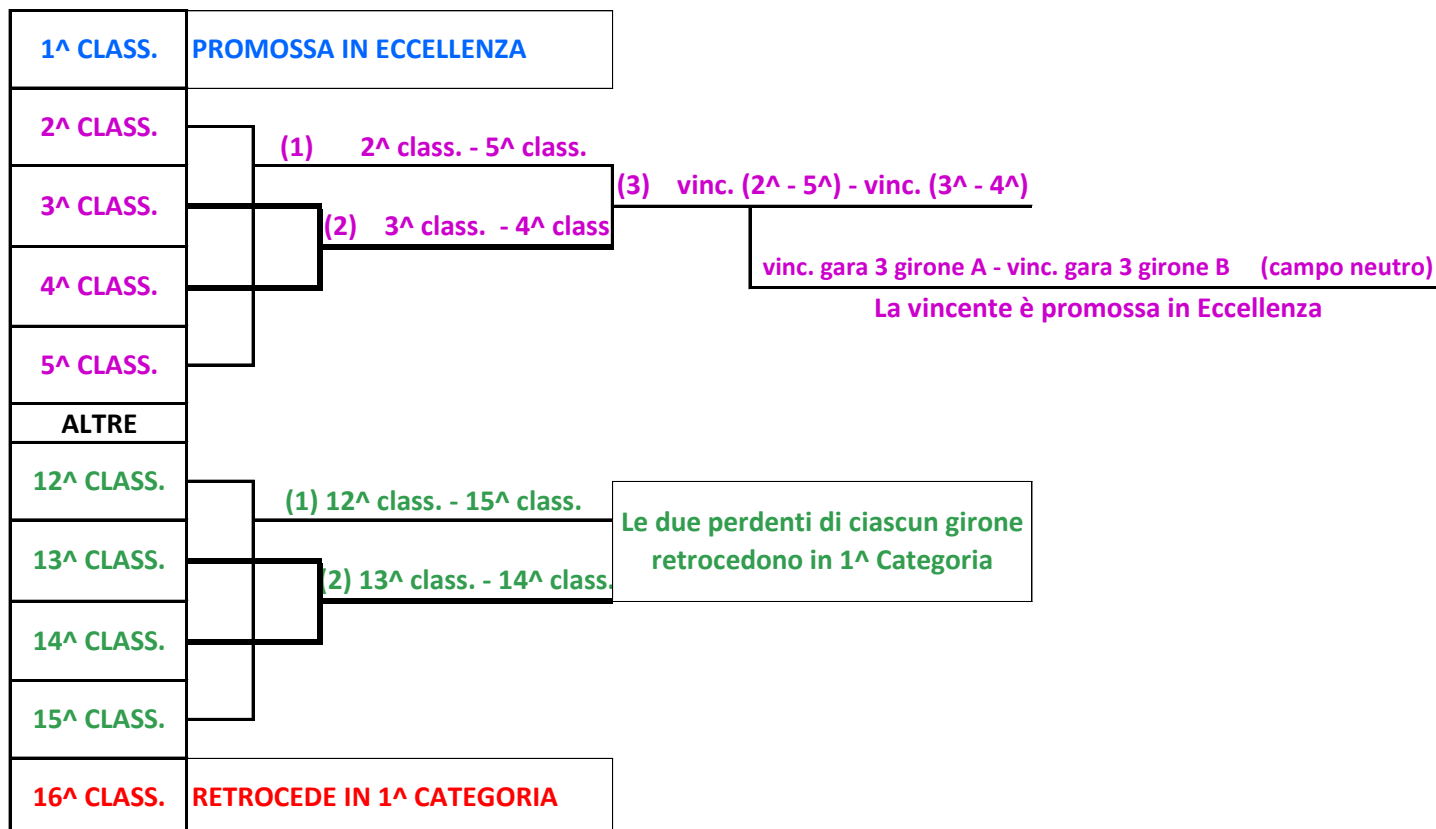 1^ CLASS. PROMOSSA IN ECCELLENZA
2^ CLASS.
(1) 2^ class. - 5^ class.
(3) vinc. (2^ - 5^) - vinc. (3^ - 4^)
3^ CLASS.
(2) 3^ class. - 4^ class
vinc. gara 3 girone A - vinc. gara 3 girone B (campo neutro)
4^ CLASS.
La vincente è promossa in Eccellenza
5^ CLASS.
ALTRE
12^ CLASS.
(1) 12^ class. - 15^ class.
Le due perdenti di ciascun girone
retrocedono in 1^ Categoria
13^ CLASS.
(2) 13^ class. - 14^ class.
14^ CLASS.
15^ CLASS.
16^ CLASS. RETROCEDE IN 1^ CATEGORIA